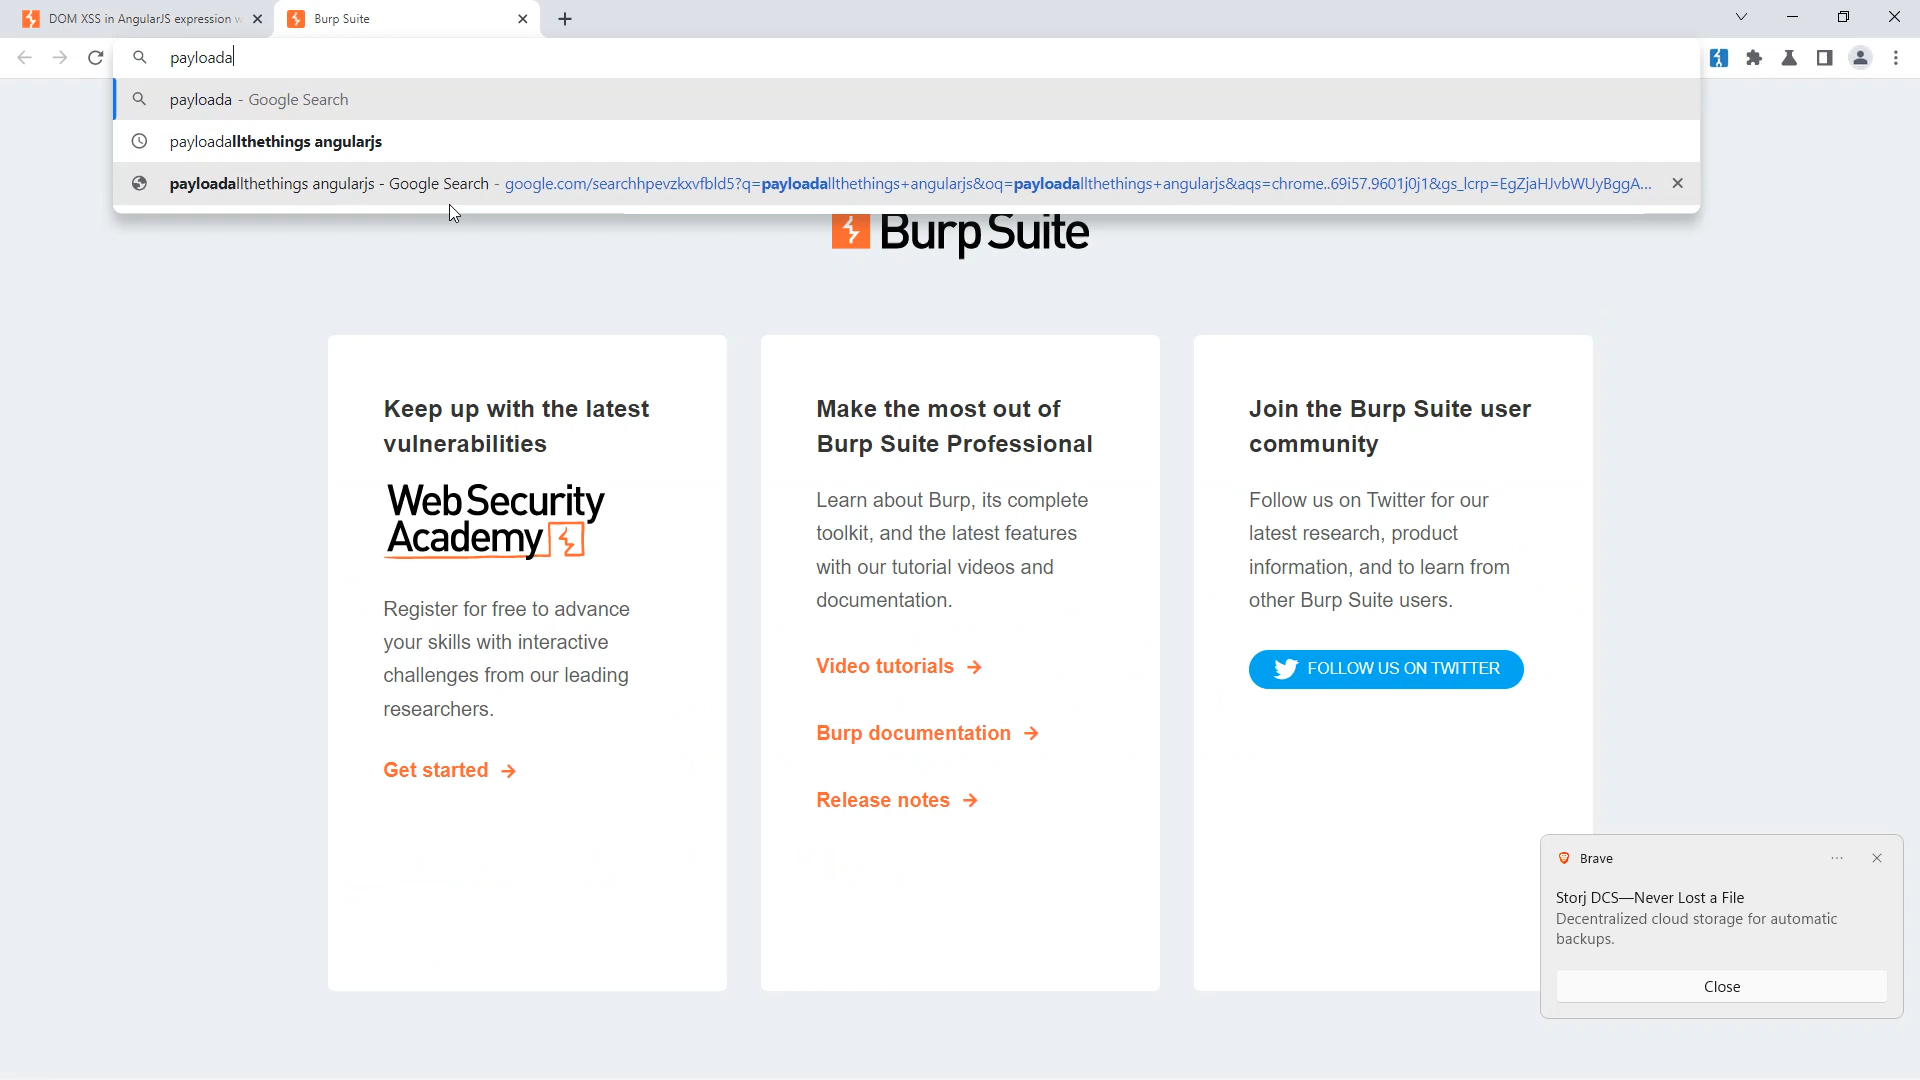 DOM XSS in AngularJS expression w
Burp Suite
payloada
payloada - Google Search
payloadallthethings angularjs
payloadallthethings angularjs - Google Search - google.com/searchhpevzkxvfbld5?q=payloadallthethings+angularjs&oq=payloadallthethings+angularjs&aqs=chrome..69i57.9601j0j1&gs_lcrp=EgZjaHJvbWUyBggA...
Burp Suite
Keep up with the latest
vulnerabilities
Web Security
Academy
Register for free to advance
your skills with interactive
challenges from our leading
researchers.
Get started
Make the most out of
Burp Suite Professional
Learn about Burp, its complete
toolkit, and the latest features
with our tutorial videos and
documentation.
Video tutorials
Burp documentation
Release notes
Join the Burp Suite user
community
Follow us on Twitter for our
latest research, product
information, and to learn from
other Burp Suite users.
FOLLOW US ON TWITTER
Brave
Storj DCS—Never Lost a File
Decentralized cloud storage for automatic
backups.
Close